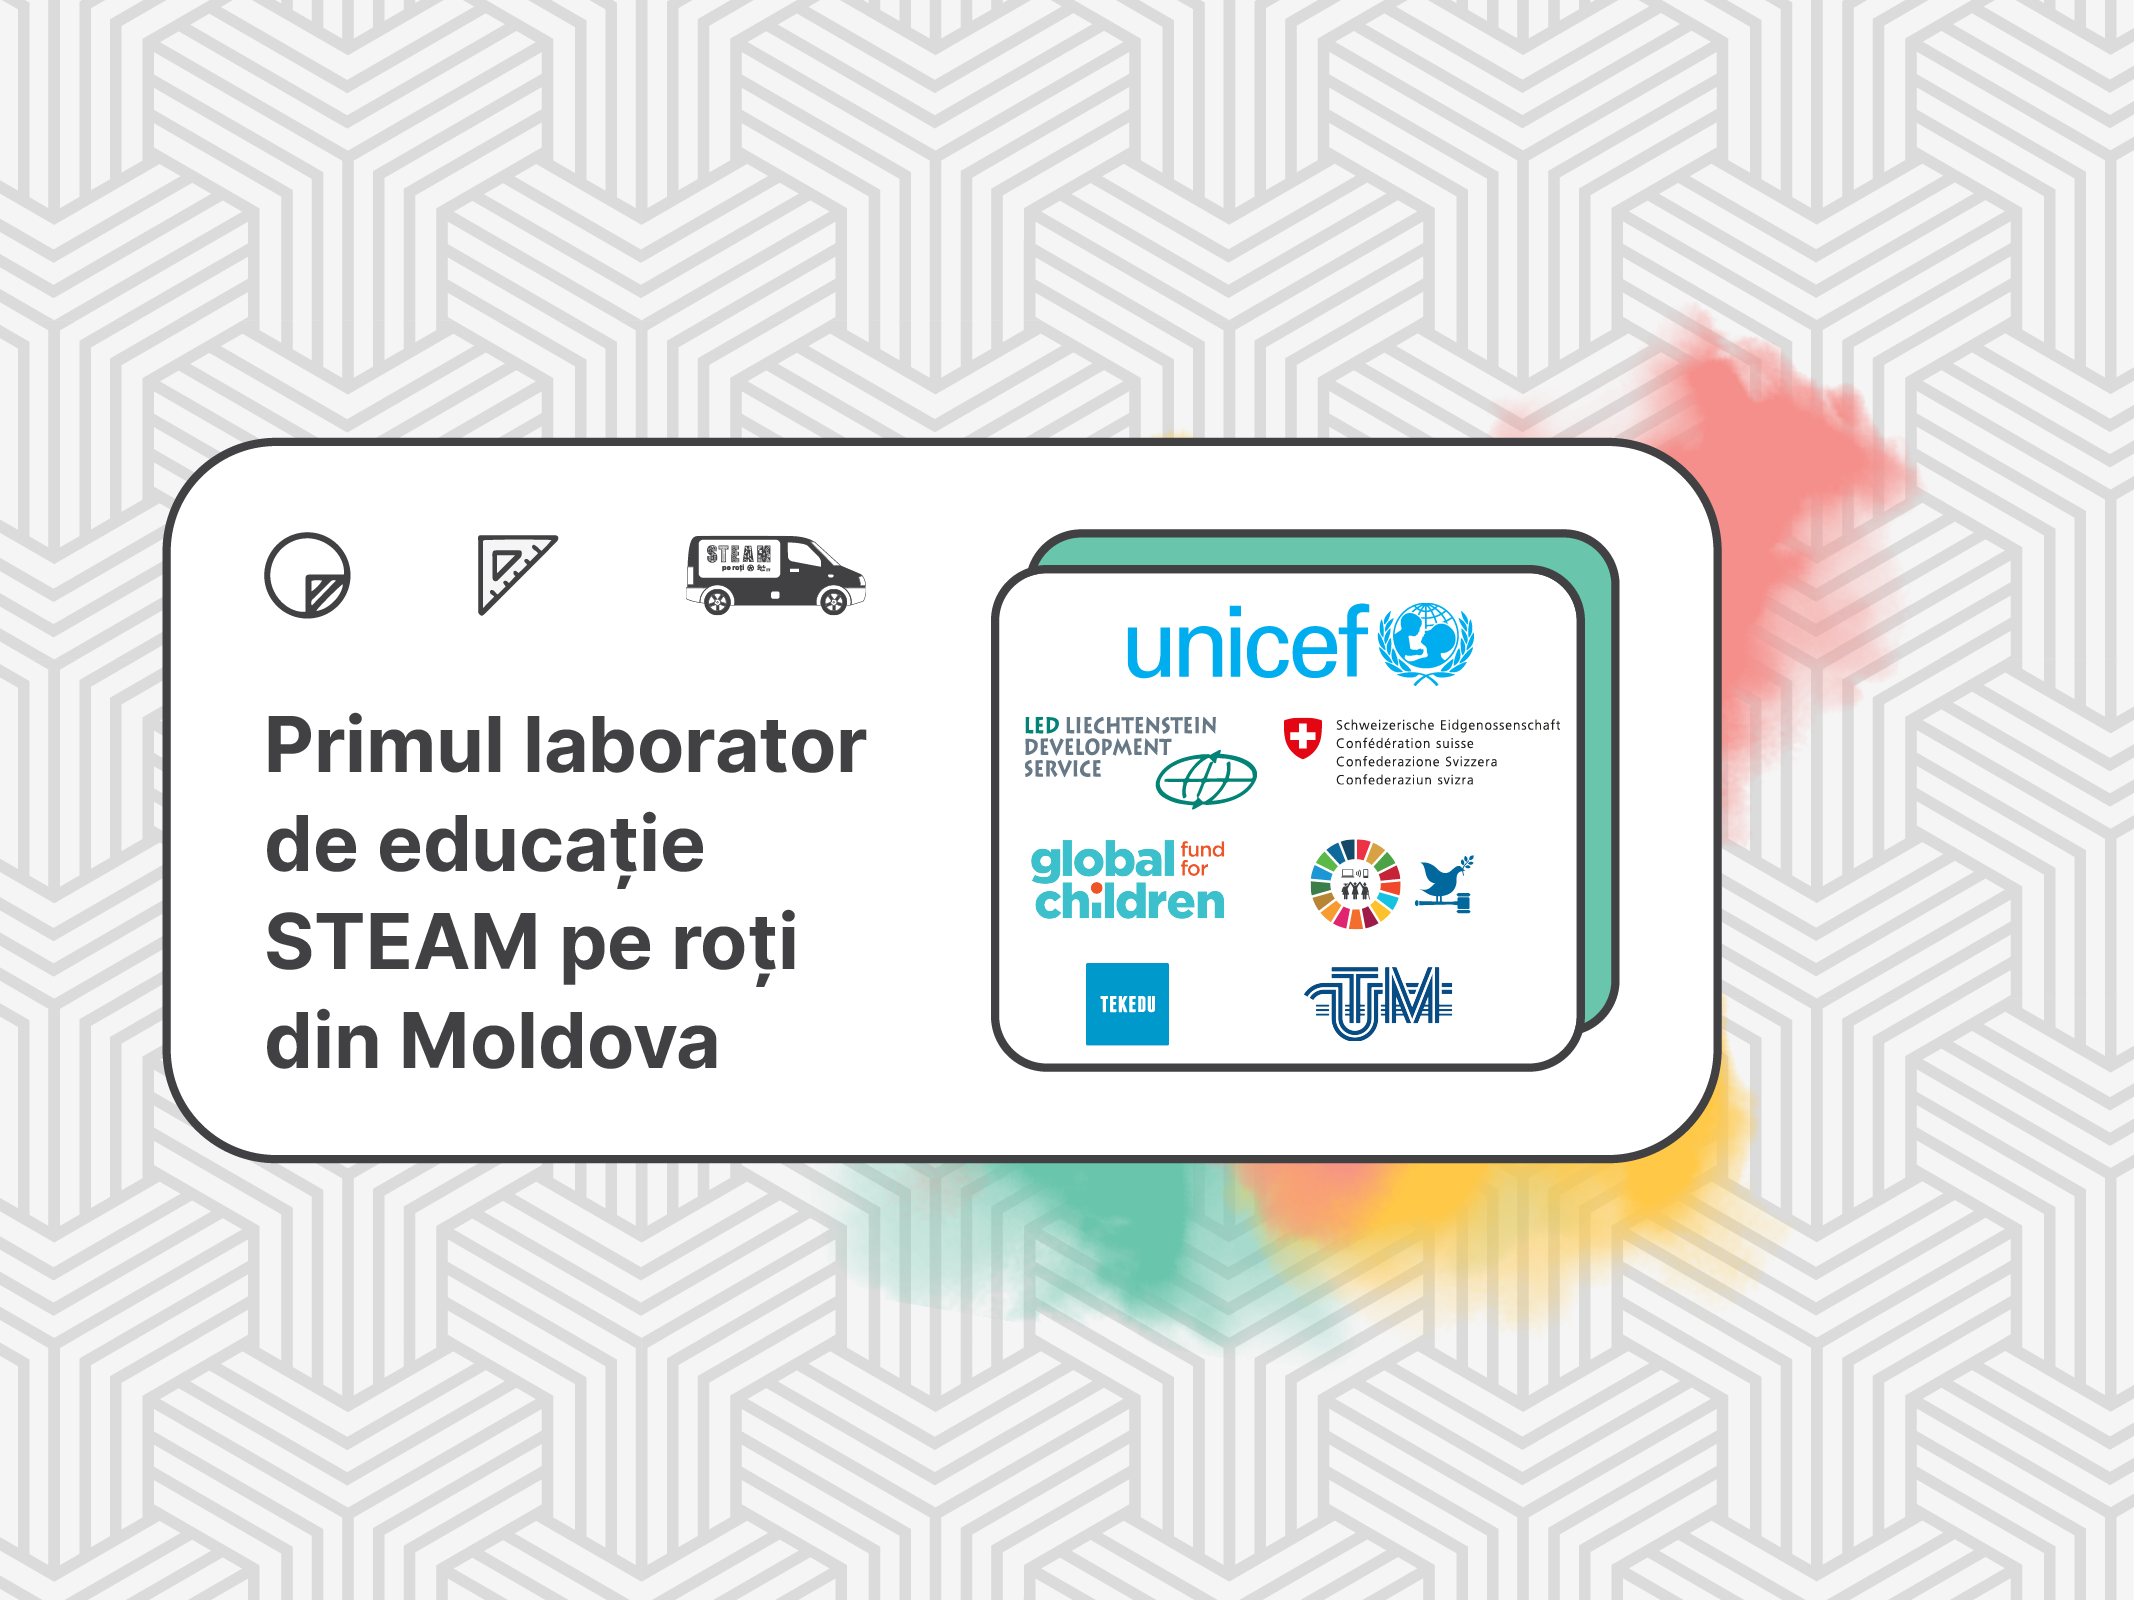 STEAM
pe roți
Primul laborator
de educație
STEAM pe roți
din Moldova
unicef
LED LIECHTENSTEIN
DEVELOPMENT
SERVICE
Schweizerische Eidgenossenschaft
Confédération suisse
Confederazione Svizzera
Confederaziun svizra
global fund
for
children
TEKEDU
UTM